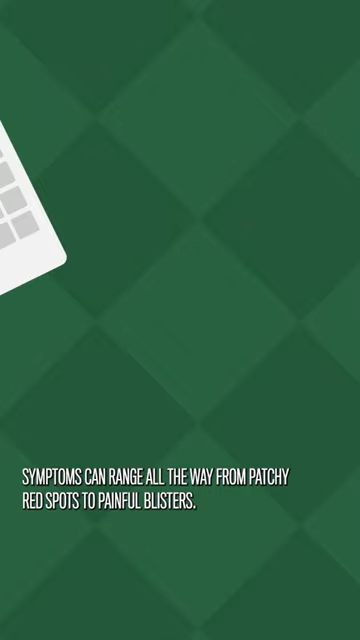 SYMPTOMS CAN RANGE ALL THE WAY FROM PATCHY
RED SPOTS TO PAINFUL BLISTERS.